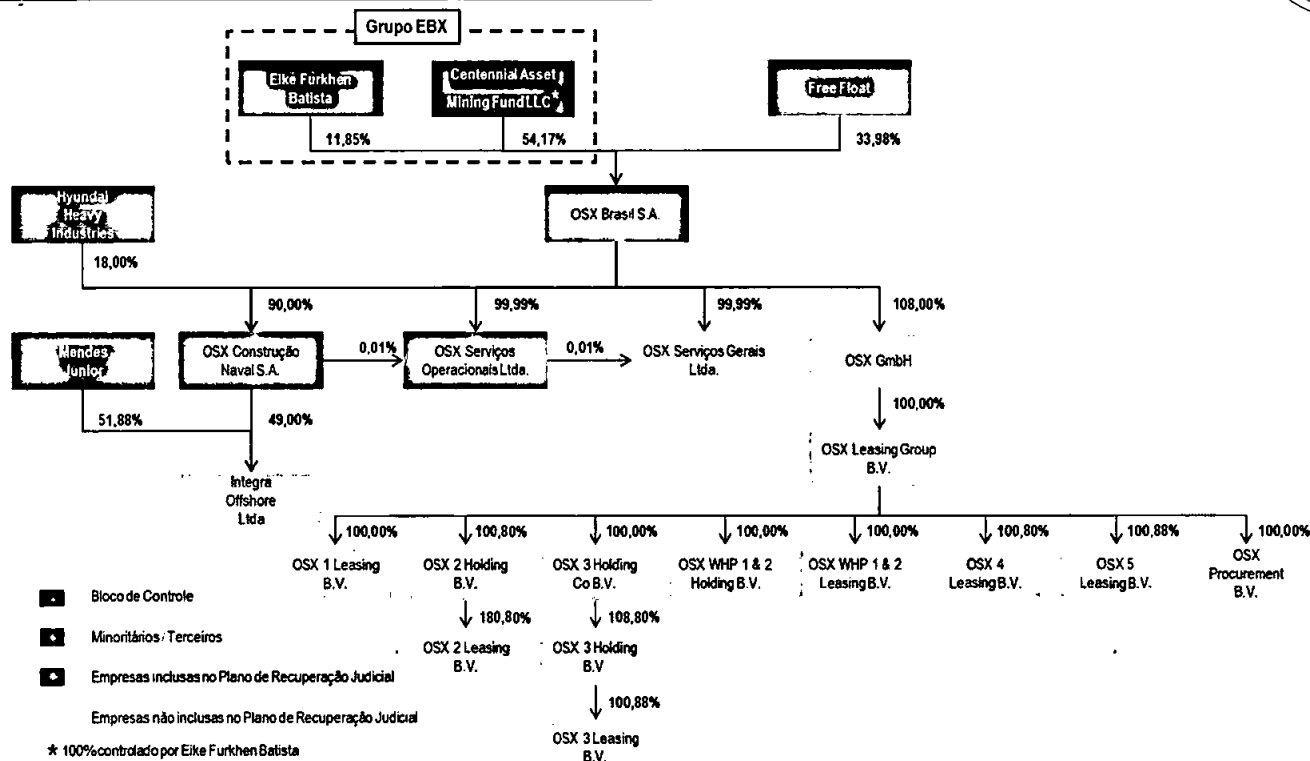 Grupo EBX
Eike Furkhen
Batista
Centennial Asset
Mining Fund LLC *
Free Float
11,85%
54,17%
33,98%
Hyundai
Heavy
Industries
OSX Brasil S.A.
18,00%
90,00%
99,99%
99,99%
108,00%
Mendes
Junior
OSX Construção
Naval S.A.
0,01%
OSX Serviços
Operacionais Ltda.
0,01%
OSX Serviços Gerais
Ltda.
OSX GmbH
51,88%
49,00%
100,00%
Integra
Offshore
Ltda
OSX Leasing Group
B.V.
100,00%
100,80%
100,00%
100,00%
100,00%
100,80%
100,88%
100,00%
OSX 1 Leasing
B.V.
OSX 2 Holding
B.V.
OSX 3 Holding
Co B.V.
OSX WHP 1 & 2
Holding B.V.
OSX WHP 1 & 2
Leasing B.V.
OSX 4
Leasing B.V.
OSX 5
Leasing B.V.
OSX
Procurement
B.V.
180,80%
108,80%
OSX 2 Leasing
B.V.
OSX 3 Holding
B.V
100,88%
OSX 3 Leasing
B.V.
Bloco de Controle
Minoritários / Terceiros
Empresas inclusas no Plano de Recuperação Judicial
Empresas não inclusas no Plano de Recuperação Judicial
* 100% controlado por Eike Furkhen Batista